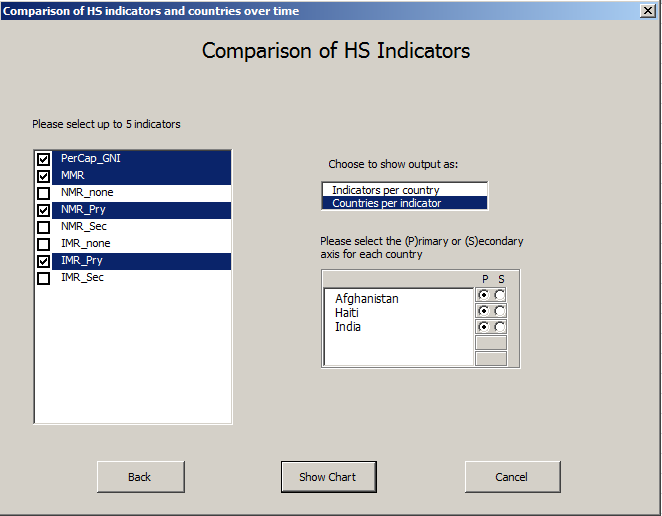 Comparison of HS indicators and countries over time
Comparison of HS Indicators
Please select up to 5 indicators
PerCap_GNI
MMR
NMR_none
NMR_Pry
NMR_Sec
IMR_none
IMR_Pry
IMR_Sec
Choose to show output as:
Indicators per country
Countries per indicator
Please select the (P)rimary or (S)econdary
axis for each country
P S
Afghanistan
Haiti
India
Back
Show Chart
Cancel